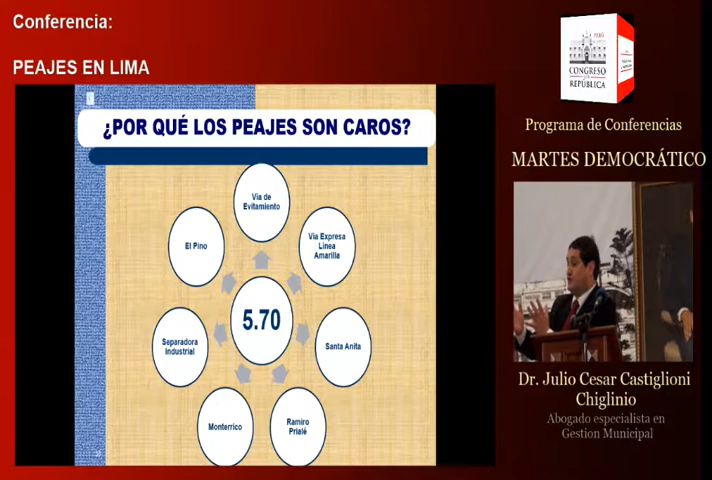 Conferencia:
PEAJES EN LIMA
¿POR QUÉ LOS PEAJES SON CAROS?
Vía de
Evitamiento
Vía Expresa
Línea
Amarilla
El Pino
5.70
Separadora
Industrial
Santa Anita
Monterrico
Ramiro
Prialé
PERÚ
CONGRESO
REPÚBLICA
Programa de Conferencias
MARTES DEMOCRÁTICO
Dr. Julio Cesar Castiglioni
Chiglinio
Abogado especialista en
Gestion Municipal